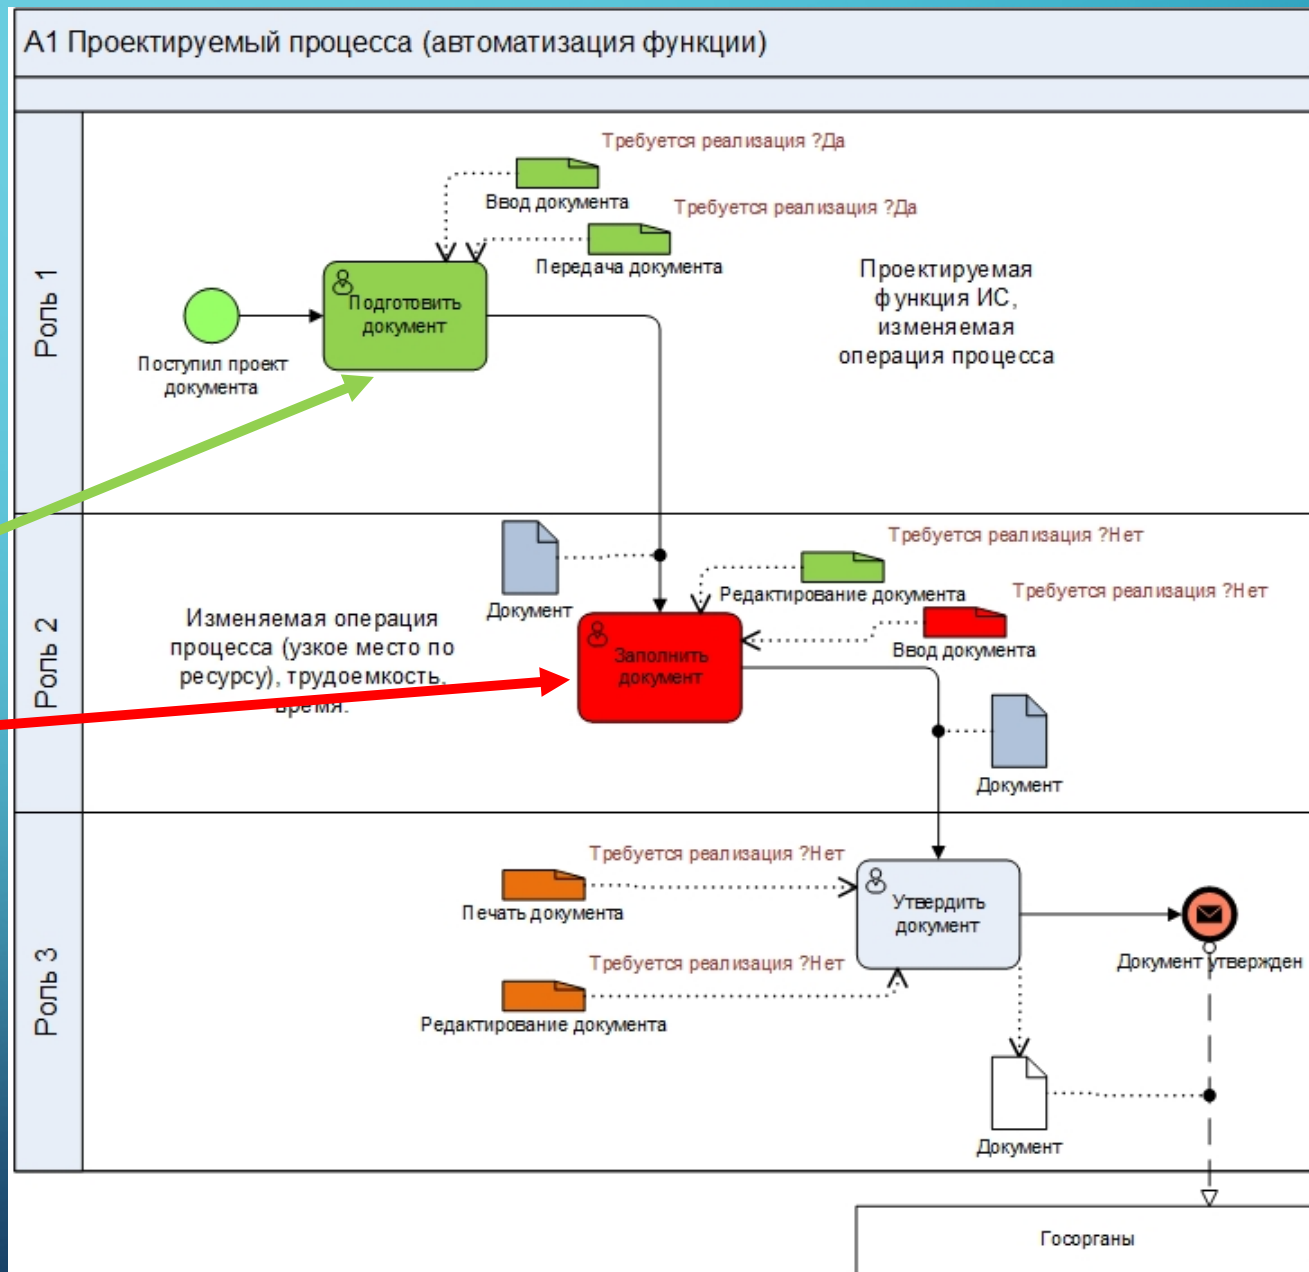 А1 Проектируемый процесса (автоматизация функции)
Роль 1
Требуется реализация ?Да
Ввод документа
Требуется реализация ?Да
Передача документа
Подготовить
документ
Поступил проект
документа
Проектируемая
функция ИС,
изменяемая
операция процесса
Роль 2
Документ
Требуется реализация ?Нет
Редактирование документа
Требуется реализация ?Нет
Ввод документа
Изменяемая операция
процесса (узкое место по
ресурсу), трудоемкость,
время.
Заполнить
документ
Документ
Роль 3
Требуется реализация ?Нет
Печать документа
Требуется реализация ?Нет
Редактирование документа
Утвердить
документ
Документ утвержден
Документ
Госорганы